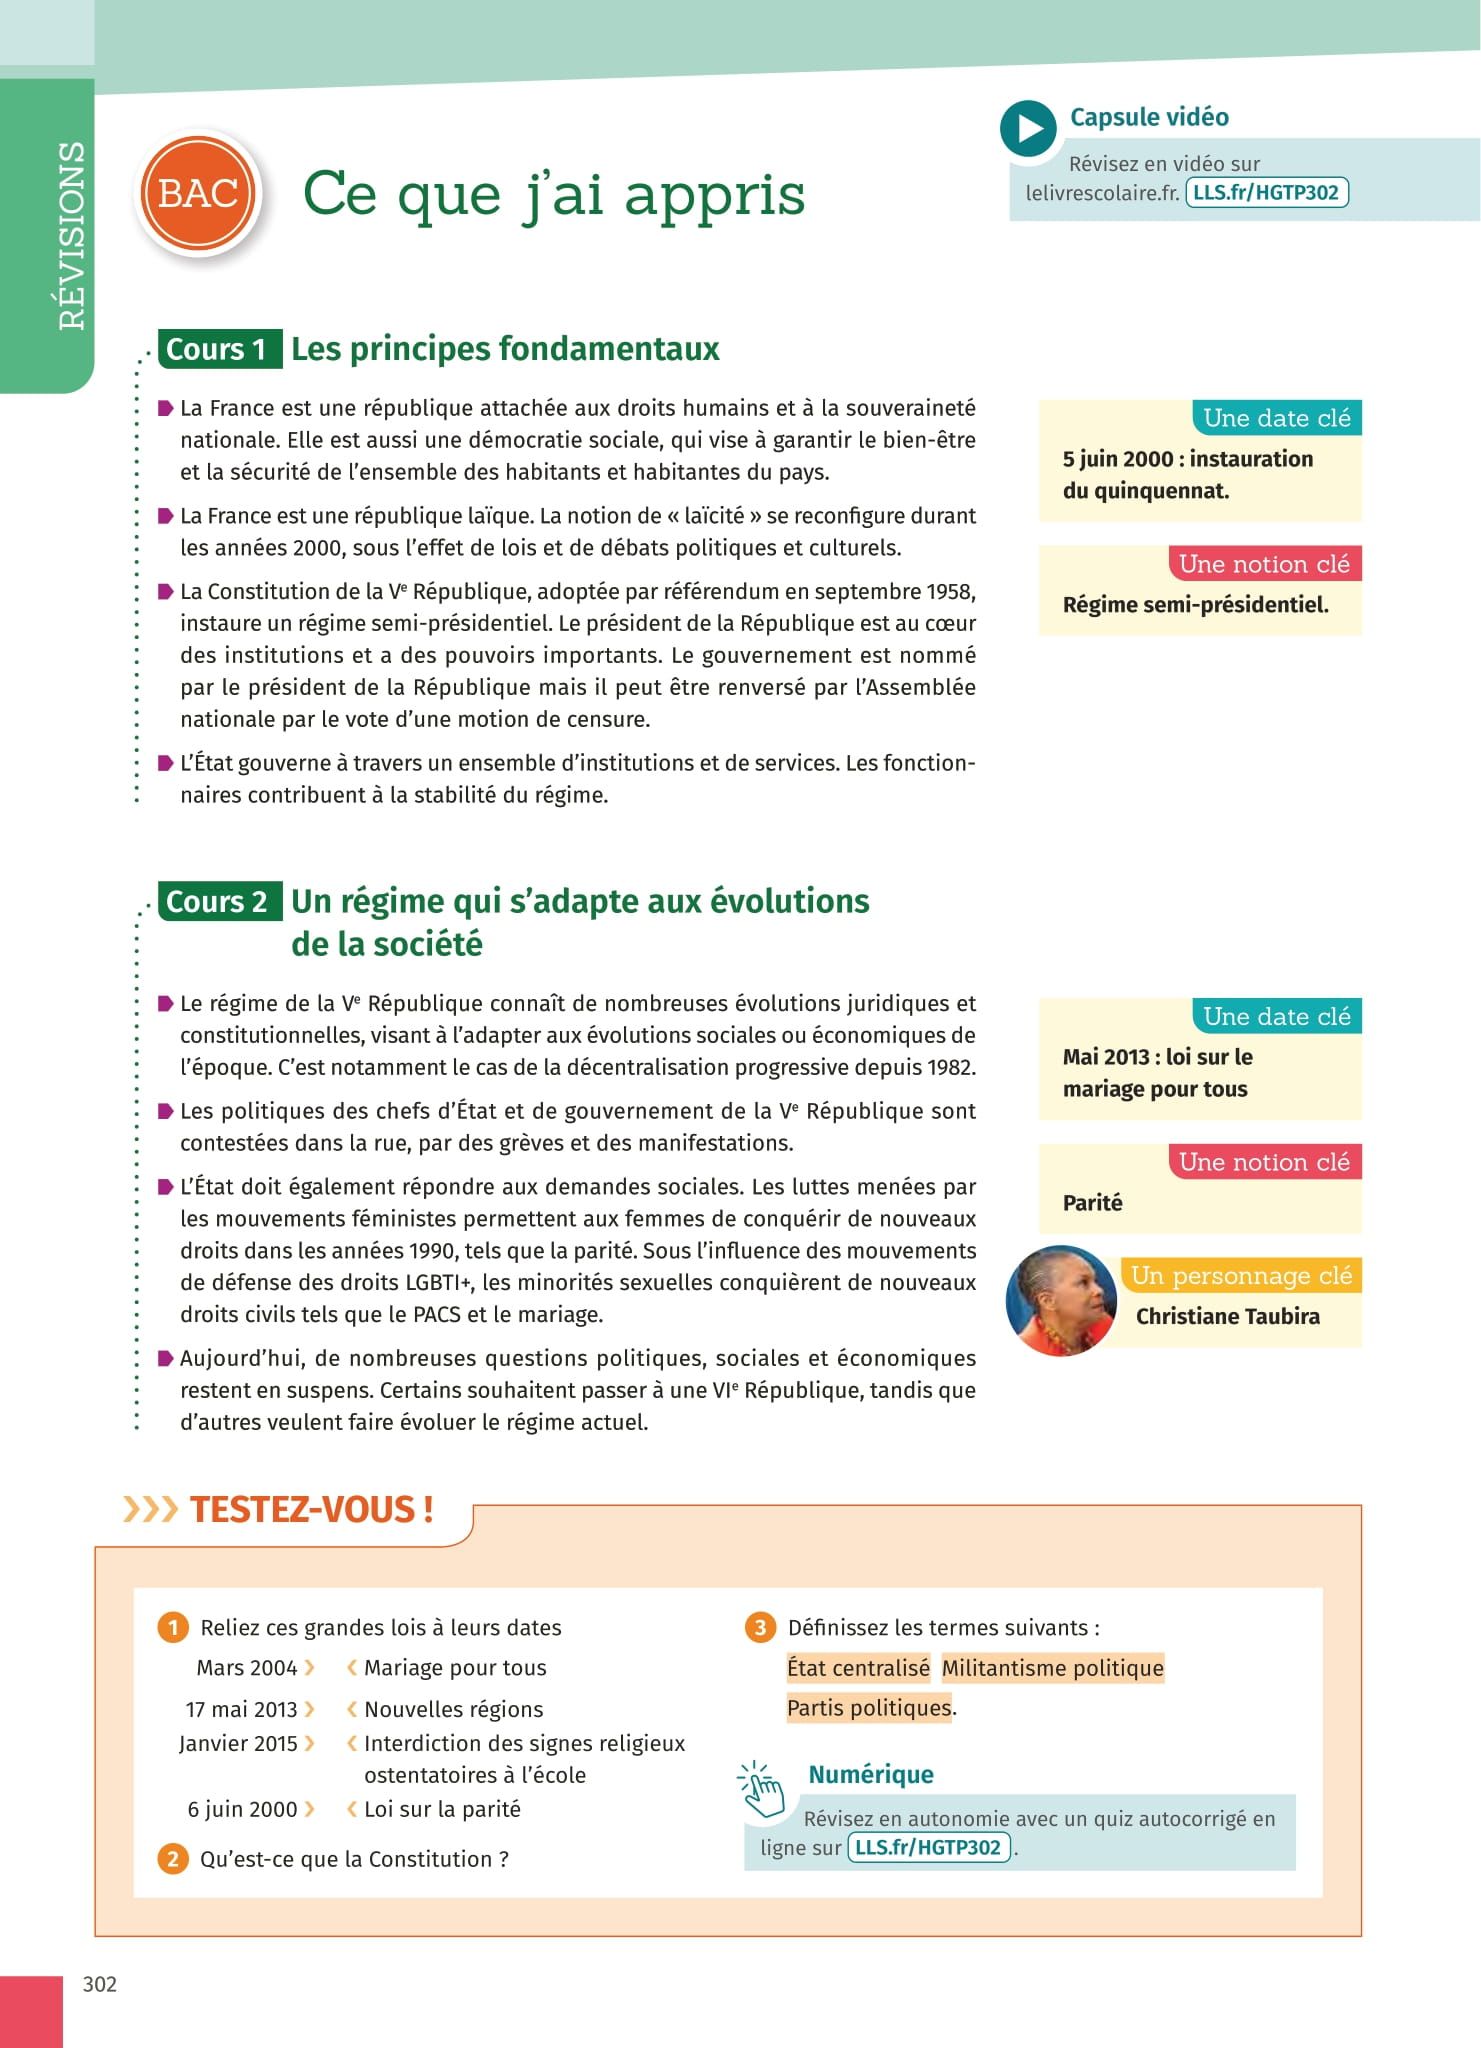 RÉVISIONS
BAC
Ce que j’ai appris
Capsule vidéo
Révisez en vidéo sur
lelivrescolaire.fr. LLS.fr/HGTP302
Cours 1 Les principes fondamentaux
La France est une république attachée aux droits humains et à la souveraineté
nationale. Elle est aussi une démocratie sociale, qui vise à garantir le bien-être
et la sécurité de l’ensemble des habitants et habitantes du pays.
La France est une république laïque. La notion de « laïcité » se reconfigure durant
les années 2000, sous l’effet de lois et de débats politiques et culturels.
La Constitution de la Ve République, adoptée par référendum en septembre 1958,
instaure un régime semi-présidentiel. Le président de la République est au cœur
des institutions et a des pouvoirs importants. Le gouvernement est nommé
par le président de la République mais il peut être renversé par l’Assemblée
nationale par le vote d’une motion de censure.
L’État gouverne à travers un ensemble d’institutions et de services. Les fonction-
naires contribuent à la stabilité du régime.
Une date clé
5 juin 2000 : instauration
du quinquennat.
Une notion clé
Régime semi-présidentiel.
Cours 2 Un régime qui s’adapte aux évolutions
de la société
Le régime de la Ve République connaît de nombreuses évolutions juridiques et
constitutionnelles, visant à l’adapter aux évolutions sociales ou économiques de
l’époque. C’est notamment le cas de la décentralisation progressive depuis 1982.
Les politiques des chefs d’État et de gouvernement de la Ve République sont
contestées dans la rue, par des grèves et des manifestations.
L’État doit également répondre aux demandes sociales. Les luttes menées par
les mouvements féministes permettent aux femmes de conquérir de nouveaux
droits dans les années 1990, tels que la parité. Sous l’influence des mouvements
de défense des droits LGBTI+, les minorités sexuelles conquièrent de nouveaux
droits civils tels que le PACS et le mariage.
Aujourd’hui, de nombreuses questions politiques, sociales et économiques
restent en suspens. Certains souhaitent passer à une VIe République, tandis que
d’autres veulent faire évoluer le régime actuel.
Une date clé
Mai 2013 : loi sur le
mariage pour tous
Une notion clé
Parité
Un personnage clé
Christiane Taubira
TESTEZ-VOUS !
1 Reliez ces grandes lois à leurs dates
Mars 2004 Mariage pour tous
17 mai 2013 Nouvelles régions
Janvier 2015 Interdiction des signes religieux
ostentatoires à l’école
6 juin 2000 Loi sur la parité
2 Qu’est-ce que la Constitution ?
3 Définissez les termes suivants :
État centralisé Militantisme politique
Partis politiques.
Numérique
Révisez en autonomie avec un quiz autocorrigé en
ligne sur LLS.fr/HGTP302.
302